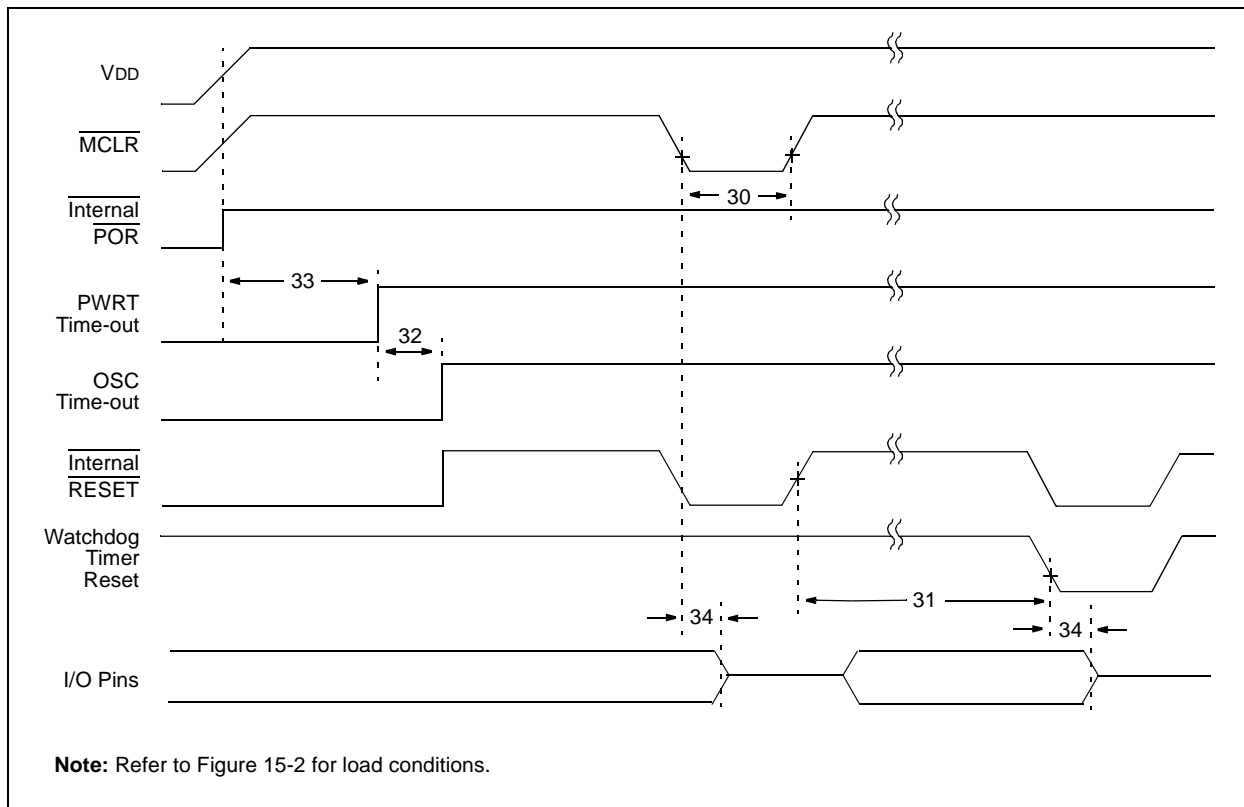 VDD
MCLR
30
Internal
POR
33
PWRT
Time-out
32
OSC
Time-out
Internal
RESET
Watchdog
Timer
Reset
31
34
34
I/O Pins
Note: Refer to Figure 15-2 for load conditions.